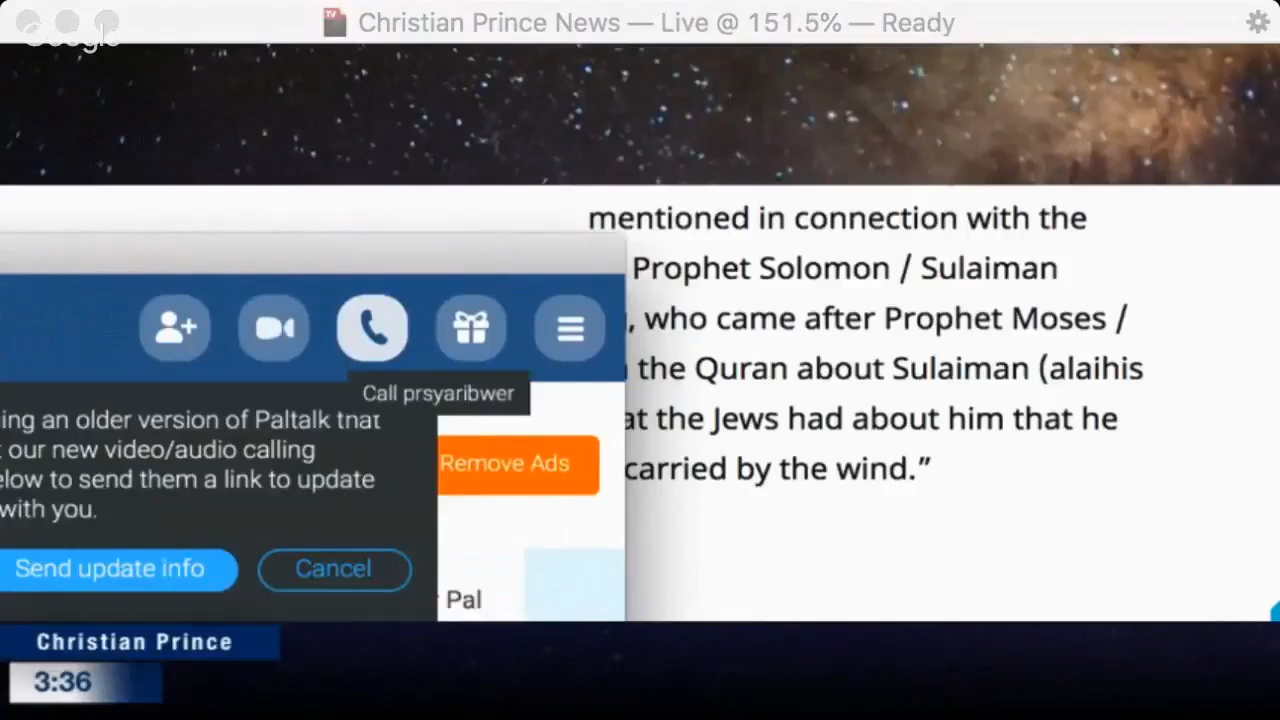 Christian Prince News — Live @ 151.5% — Ready
Google
mentioned in connection with the
Prophet Solomon / Sulaiman
, who came after Prophet Moses /
the Quran about Sulaiman (alaihis
at the Jews had about him that he
carried by the wind.”
Call prsyaribwer
ing an older version of Paltalk that
our new video/audio calling
elow to send them a link to update
with you.
Remove Ads
Send update info
Cancel
Pal
Christian Prince
3:36